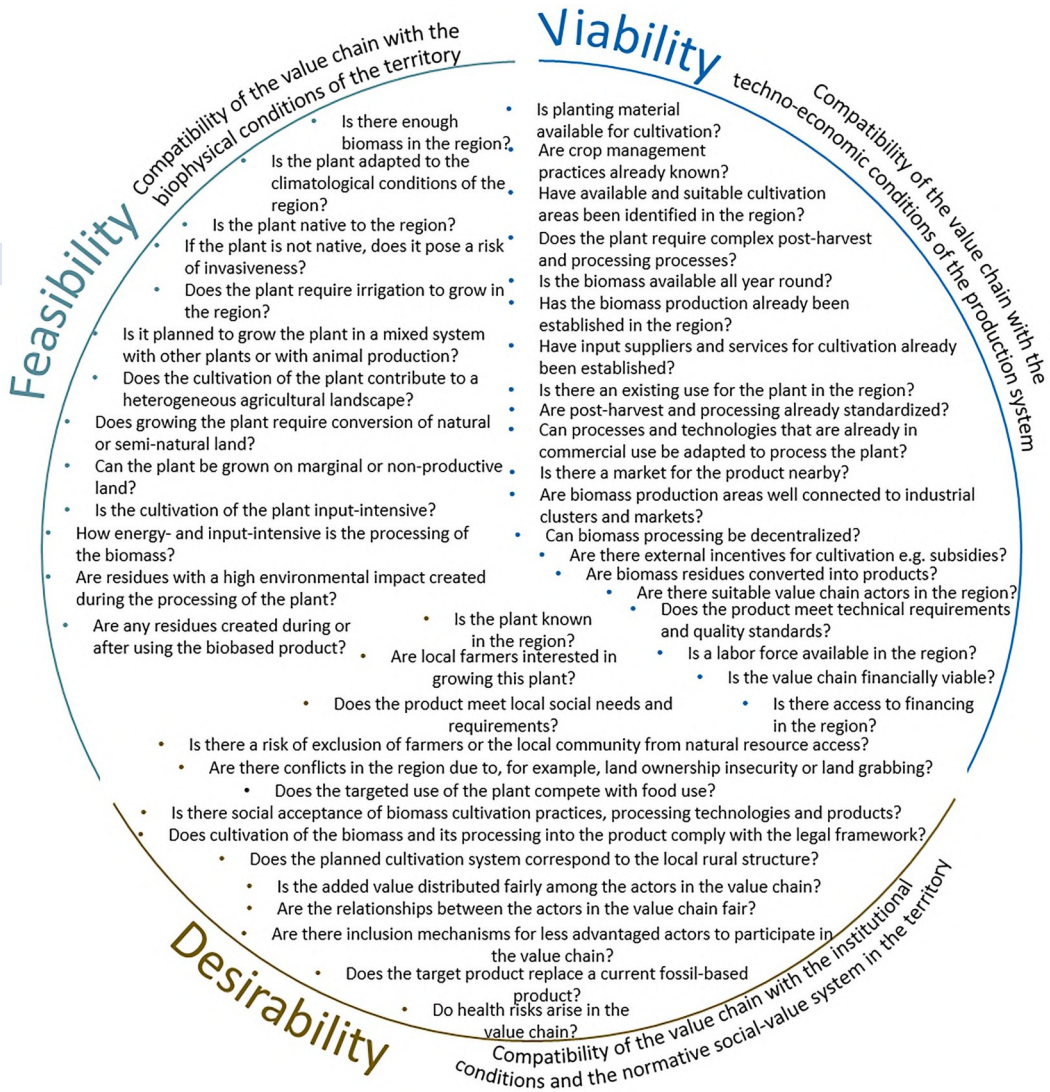 Feasibility
Compatibility of the value chain with the
biophysical conditions of the territory
• Is there enough
biomass in the region?
• Is the plant adapted to the
climatological conditions of the
region?
• Is the plant native to the region?
• If the plant is not native, does it pose a risk
of invasiveness?
• Does the plant require irrigation to grow in
the region?
• Is it planned to grow the plant in a mixed system
with other plants or with animal production?
• Does the cultivation of the plant contribute to a
heterogeneous agricultural landscape?
• Does growing the plant require conversion of natural
or semi-natural land?
• Can the plant be grown on marginal or non-productive
land?
• Is the cultivation of the plant input-intensive?
• How energy- and input-intensive is the processing of
the biomass?
• Are residues with a high environmental impact created
during the processing of the plant?
• Are any residues created during or
after using the biobased product?
Viability
Compatibility of the value chain with the
techno-economic conditions of the production system
• Is planting material
available for cultivation?
• Are crop management
practices already known?
• Have available and suitable cultivation
areas been identified in the region?
• Does the plant require complex post-harvest
and processing processes?
• Is the biomass available all year round?
• Has the biomass production already been
established in the region?
• Have input suppliers and services for cultivation already
been established?
• Is there an existing use for the plant in the region?
• Are post-harvest and processing already standardized?
• Can processes and technologies that are already in
commercial use be adapted to process the plant?
• Is there a market for the product nearby?
• Are biomass production areas well connected to industrial
clusters and markets?
• Can biomass processing be decentralized?
• Are there external incentives for cultivation e.g. subsidies?
• Are biomass residues converted into products?
• Are there suitable value chain actors in the region?
• Does the product meet technical requirements
and quality standards?
• Is a labor force available in the region?
• Is the value chain financially viable?
• Is there access to financing
in the region?
• Is the plant known
in the region?
• Are local farmers interested in
growing this plant?
• Does the product meet local social needs and
requirements?
• Is there a risk of exclusion of farmers or the local community from natural resource access?
• Are there conflicts in the region due to, for example, land ownership insecurity or land grabbing?
• Does the targeted use of the plant compete with food use?
• Is there social acceptance of biomass cultivation practices, processing technologies and products?
• Does cultivation of the biomass and its processing into the product comply with the legal framework?
• Does the planned cultivation system correspond to the local rural structure?
• Is the added value distributed fairly among the actors in the value chain?
• Are the relationships between the actors in the value chain fair?
• Are there inclusion mechanisms for less advantaged actors to participate in
the value chain?
• Does the target product replace a current fossil-based
product?
• Do health risks arise in the
value chain?
Desirability
Compatibility of the value chain with the institutional
conditions and the normative social-value system in the territory